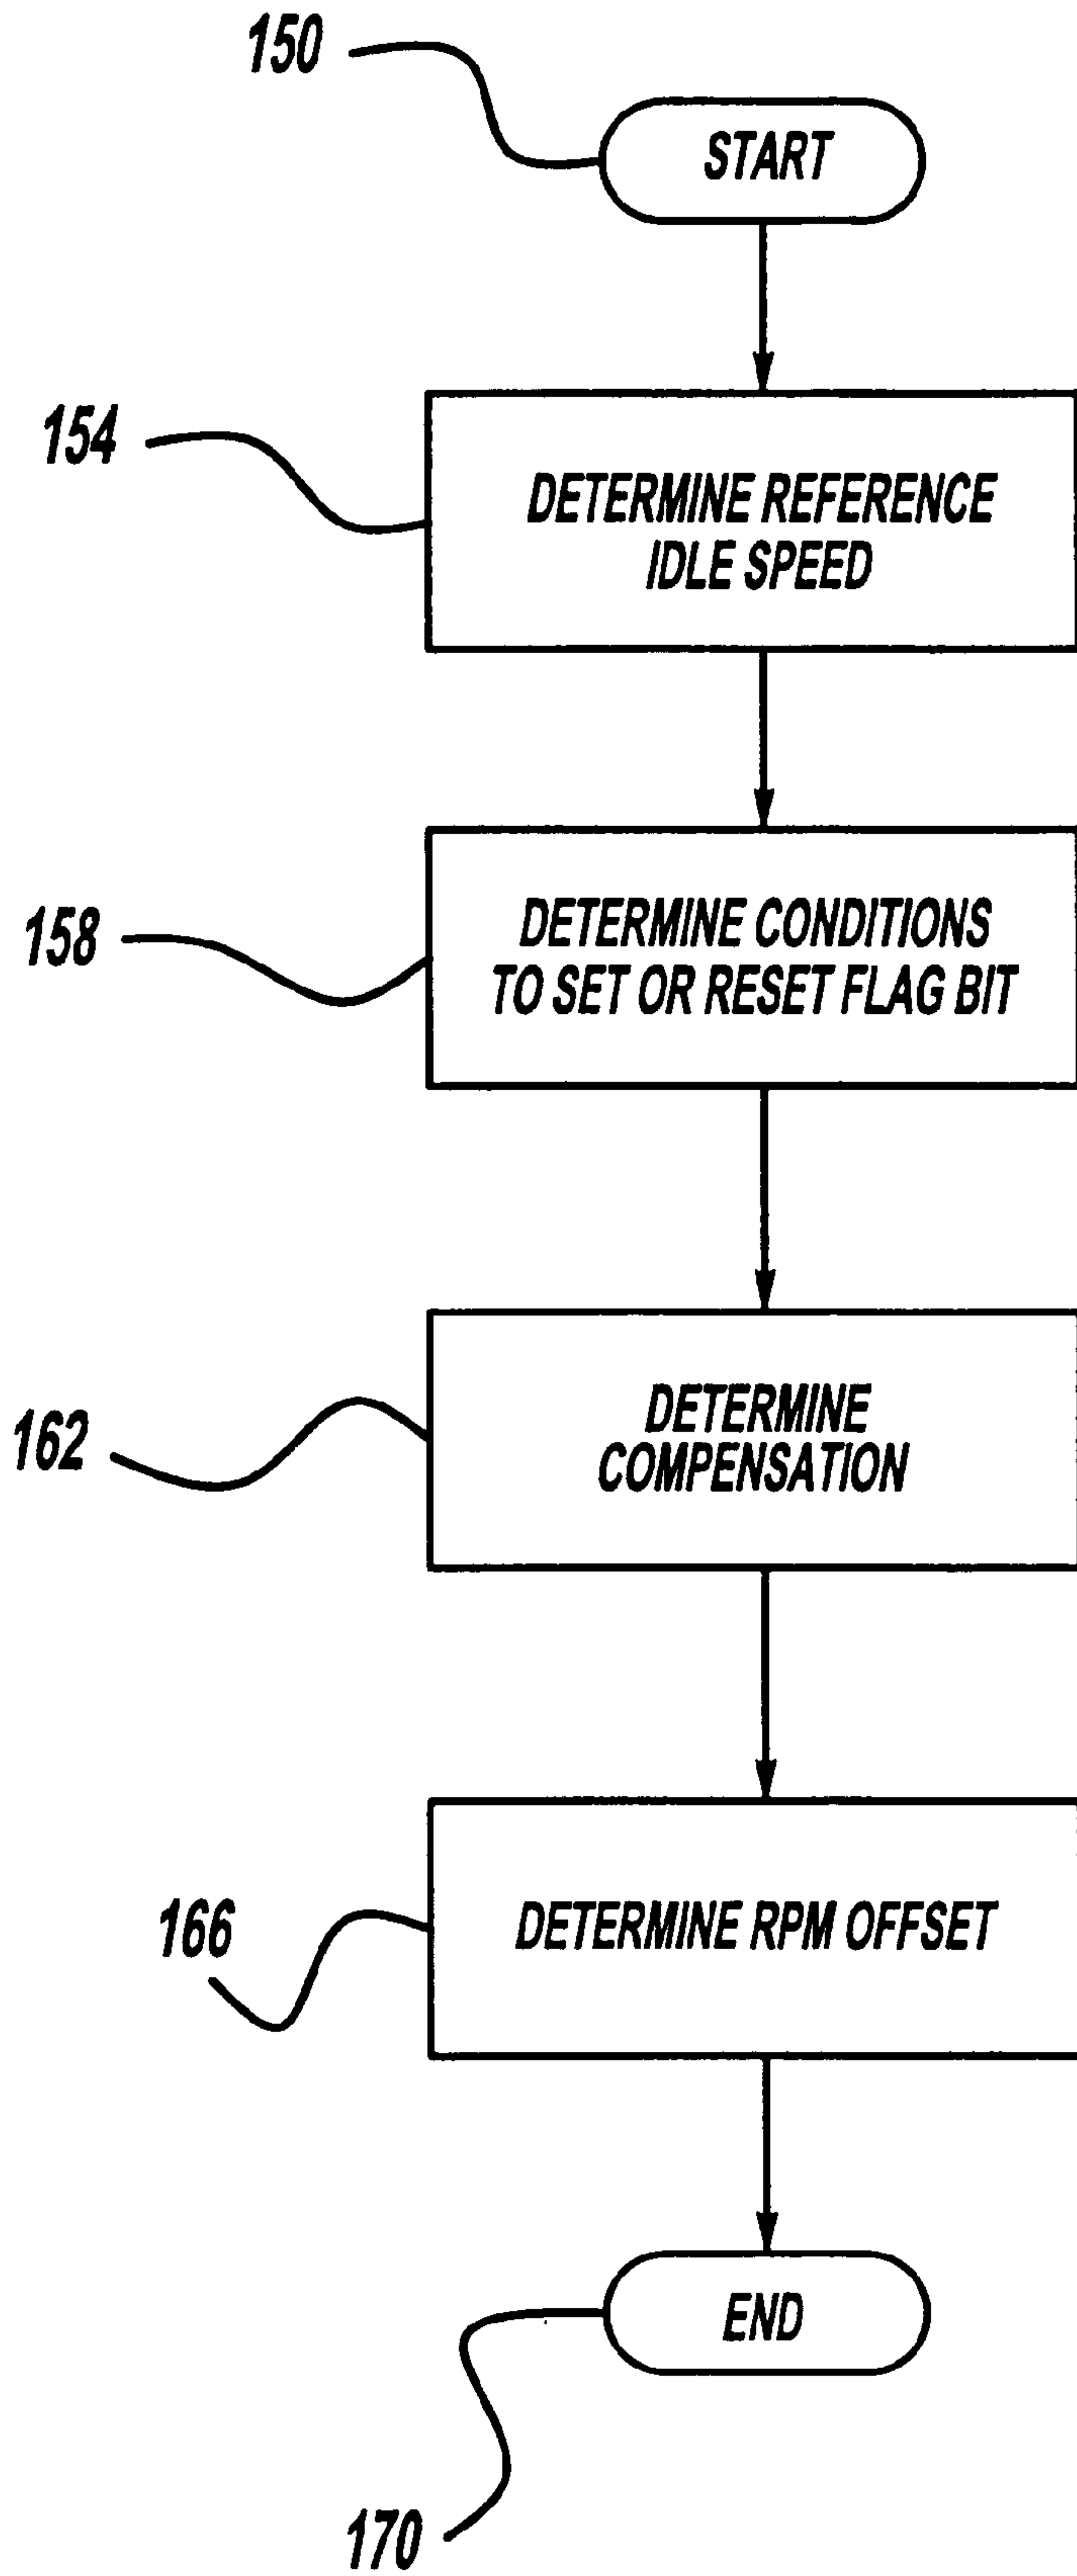 150
START
154
DETERMINE REFERENCE
IDLE SPEED
158
DETERMINE CONDITIONS
TO SET OR RESET FLAG BIT
162
DETERMINE
COMPENSATION
166
DETERMINE RPM OFFSET
END
170